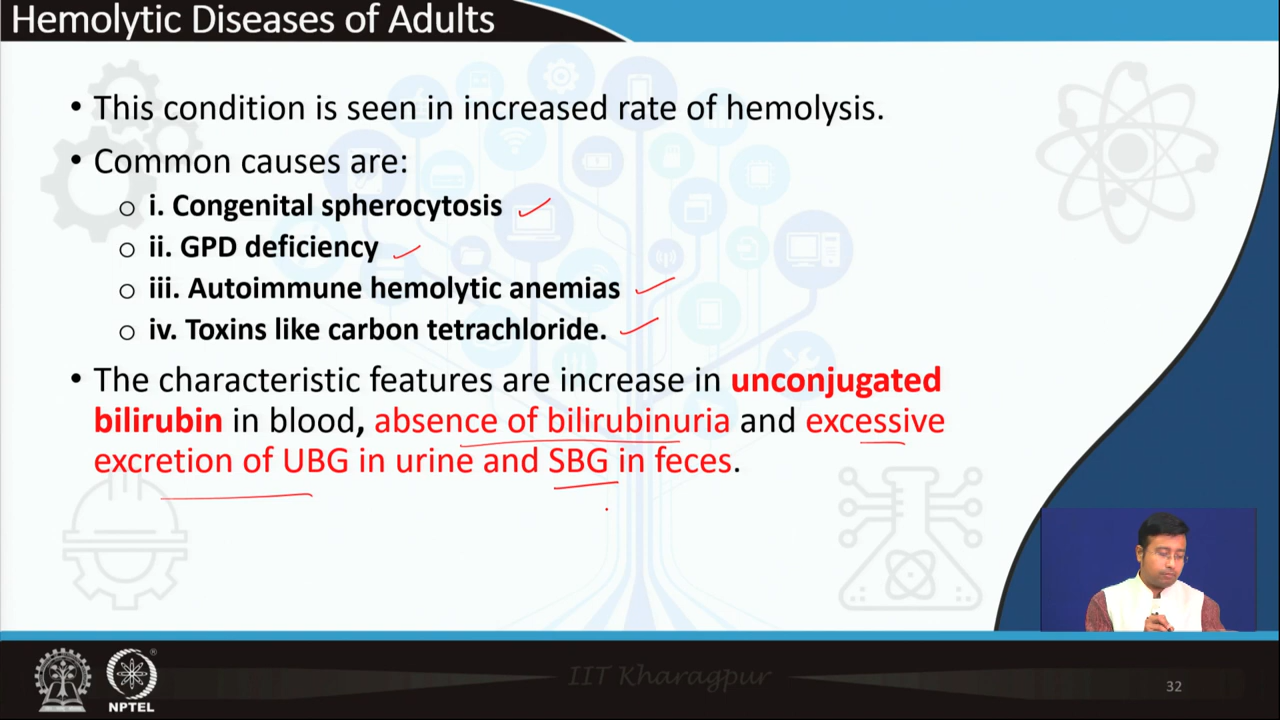 Hemolytic Diseases of Adults
• This condition is seen in increased rate of hemolysis.
• Common causes are:
o i. Congenital spherocytosis
o ii. GPD deficiency
o iii. Autoimmune hemolytic anemias
o iv. Toxins like carbon tetrachloride.
• The characteristic features are increase in unconjugated
bilirubin in blood, absence of bilirubinuria and excessive
excretion of UBG in urine and SBG in feces.
IIT Kharagpur
NPTEL
®
32